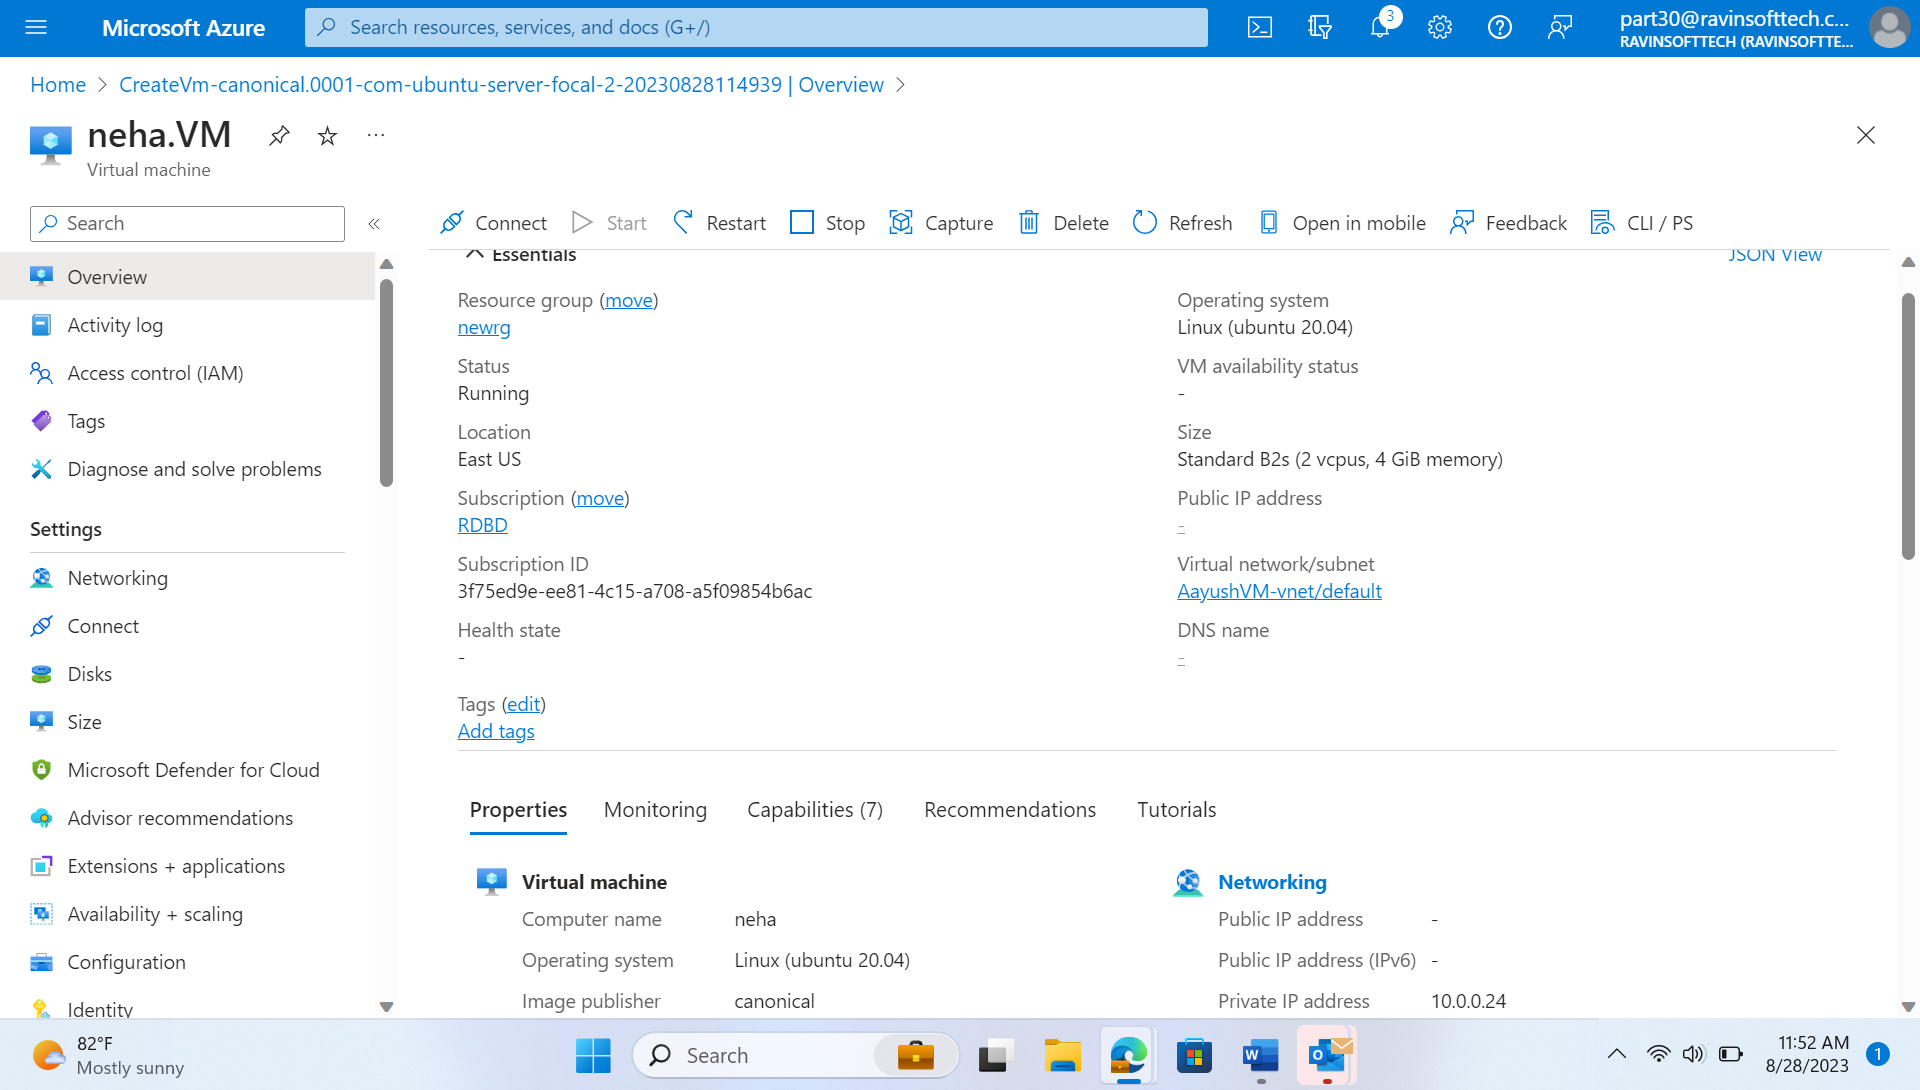 Microsoft Azure
Search resources, services, and docs (G+/)
3
part30@ravinsofttech.c...
RAVINSOFTTECH (RAVINSOFTTE...
Home > CreateVm-canonical.0001-com-ubuntu-server-focal-2-20230828114939 | Overview >
neha.VM
...
Virtual machine
Search
«
Connect
Start
Restart
Stop
Capture
Delete
Refresh
Open in mobile
Feedback
CLI / PS
Overview
Activity log
Access control (IAM)
Tags
Diagnose and solve problems
Settings
Networking
Connect
Disks
Size
Microsoft Defender for Cloud
Advisor recommendations
Extensions + applications
Availability + scaling
Configuration
Identity
Essentials
JSON View
Resource group (move)
newrg
Status
Running
Location
East US
Subscription (move)
RDBD
Subscription ID
3f75ed9e-ee81-4c15-a708-a5f09854b6ac
Health state
-
Operating system
Linux (ubuntu 20.04)
VM availability status
-
Size
Standard B2s (2 vcpus, 4 GiB memory)
Public IP address
-
Virtual network/subnet
AayushVM-vnet/default
DNS name
-
Tags (edit)
Add tags
Properties
Monitoring
Capabilities (7)
Recommendations
Tutorials
Virtual machine
Computer name neha
Operating system Linux (ubuntu 20.04)
Image publisher canonical
Networking
Public IP address -
Public IP address (IPv6) -
Private IP address 10.0.0.24
82°F
Mostly sunny
Search
11:52 AM
8/28/2023
1